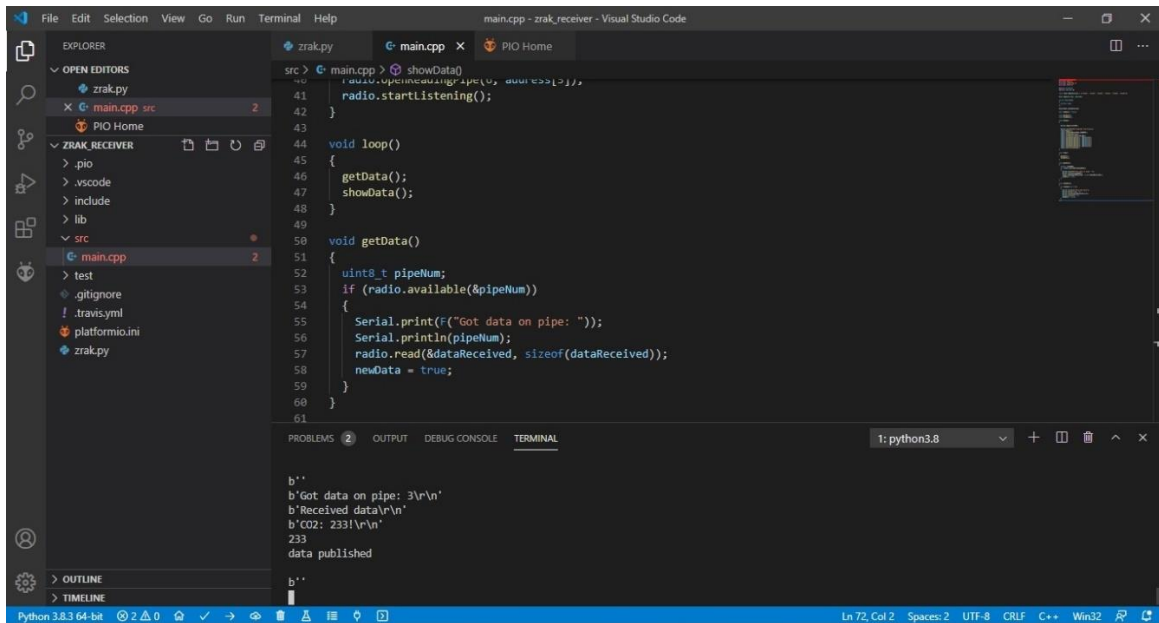 File Edit Selection View Go Run Terminal Help main.cpp - zrak_receiver - Visual Studio Code
EXPLORER
OPEN EDITORS
zrak.py
main.cpp src 2
PIO Home
ZRAK_RECEIVER
.pio
.vscode
include
lib
src
main.cpp 2
test
.gitignore
.travis.yml
platformio.ini
zrak.py
OUTLINE
TIMELINE
zrak.py main.cpp PIO Home
src > main.cpp > showData()
40 radio.openReadingPipe(6, address[5]);
41 radio.startListening();
42 }
43
44 void loop()
45 {
46 getData();
47 showData();
48 }
49
50 void getData()
51 {
52 uint8_t pipeNum;
53 if (radio.available(&pipeNum))
54 {
55 Serial.print(F("Got data on pipe: "));
56 Serial.println(pipeNum);
57 radio.read(&dataReceived, sizeof(dataReceived));
58 newData = true;
59 }
60 }
61
PROBLEMS 2 OUTPUT DEBUG CONSOLE TERMINAL 1: python3.8
b''
b'Got data on pipe: 3\r\n'
b'Received data\r\n'
b'CO2: 233!\r\n'
233
data published
b''
Python 3.8.3 64-bit 2 0 Ln 72, Col 2 Spaces: 2 UTF-8 CRLF C++ Win32